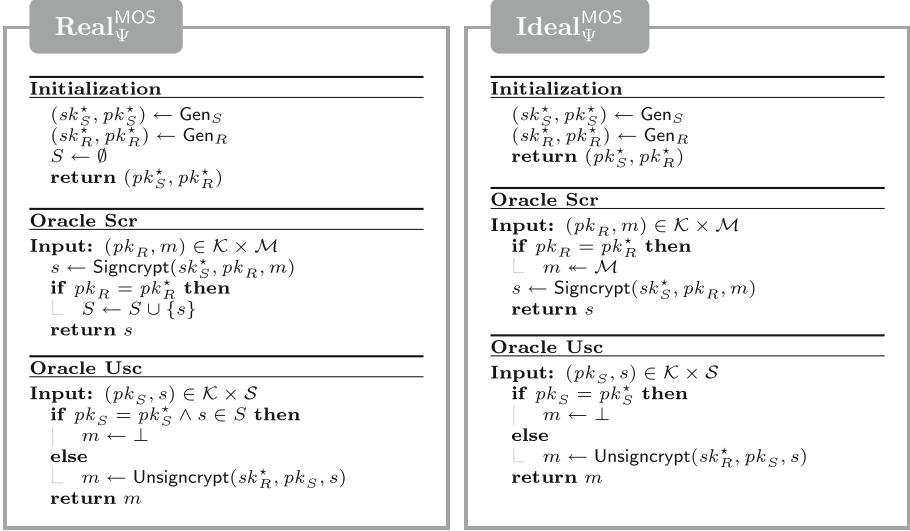 Real^MOS_Ψ
Initialization
(sk*_S, pk*_S) ← Gen_S
(sk*_R, pk*_R) ← Gen_R
S ← ∅
return (pk*_S, pk*_R)
Oracle Scr
Input: (pk_R, m) ∈ 𝒦 × ℳ
s ← Signcrypt(sk*_S, pk_R, m)
if pk_R = pk*_R then
S ← S ∪ {s}
return s
Oracle Usc
Input: (pk_S, s) ∈ 𝒦 × 𝒮
if pk_S = pk*_S ∧ s ∈ S then
m ← ⊥
else
m ← Unsigncrypt(sk*_R, pk_S, s)
return m
Ideal^MOS_Ψ
Initialization
(sk*_S, pk*_S) ← Gen_S
(sk*_R, pk*_R) ← Gen_R
return (pk*_S, pk*_R)
Oracle Scr
Input: (pk_R, m) ∈ 𝒦 × ℳ
if pk_R = pk*_R then
m ↞ ℳ
s ← Signcrypt(sk*_S, pk_R, m)
return s
Oracle Usc
Input: (pk_S, s) ∈ 𝒦 × 𝒮
if pk_S = pk*_S then
m ← ⊥
else
m ← Unsigncrypt(sk*_R, pk_S, s)
return m